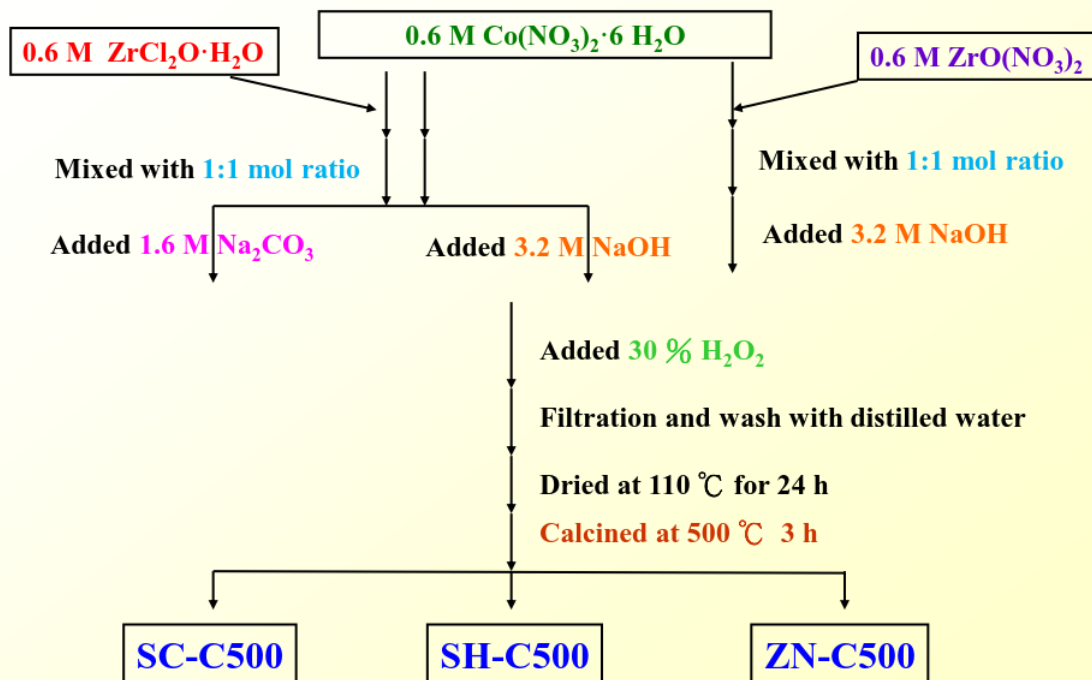 0.6 M Co(NO₃)₂·6 H₂O
0.6 M ZrCl₂O·H₂O
0.6 M ZrO(NO₃)₂
Mixed with 1:1 mol ratio
Mixed with 1:1 mol ratio
Added 1.6 M Na₂CO₃
Added 3.2 M NaOH
Added 3.2 M NaOH
Added 30 % H₂O₂
Filtration and wash with distilled water
Dried at 110 ℃ for 24 h
Calcined at 500 ℃ 3 h
SC-C500
SH-C500
ZN-C500